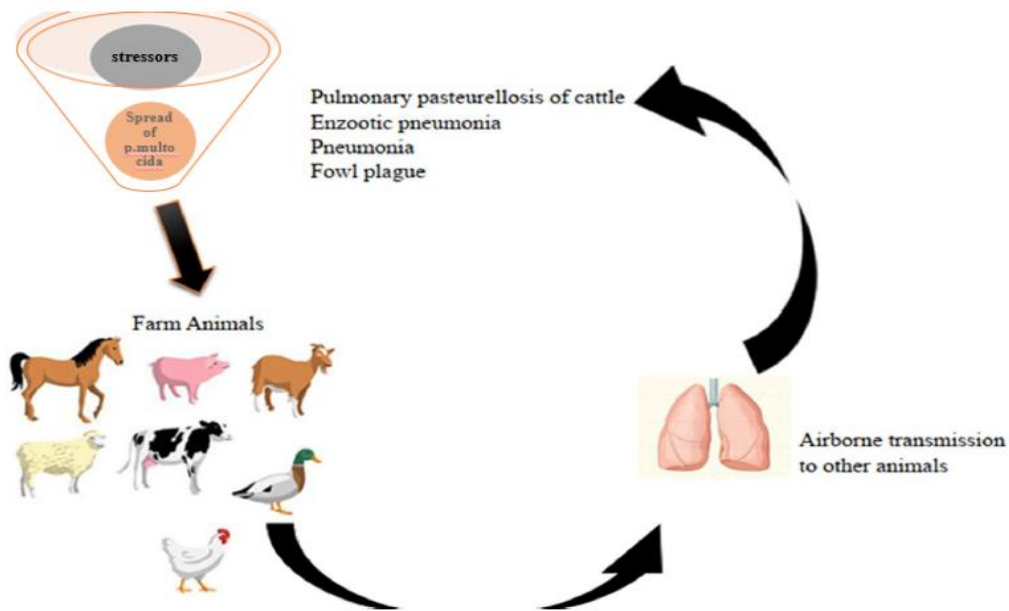 stressors
Spread
of
p.multo
cida
Pulmonary pasteurellosis of cattle
Enzootic pneumonia
Pneumonia
Fowl plague
Farm Animals
Airborne transmission
to other animals